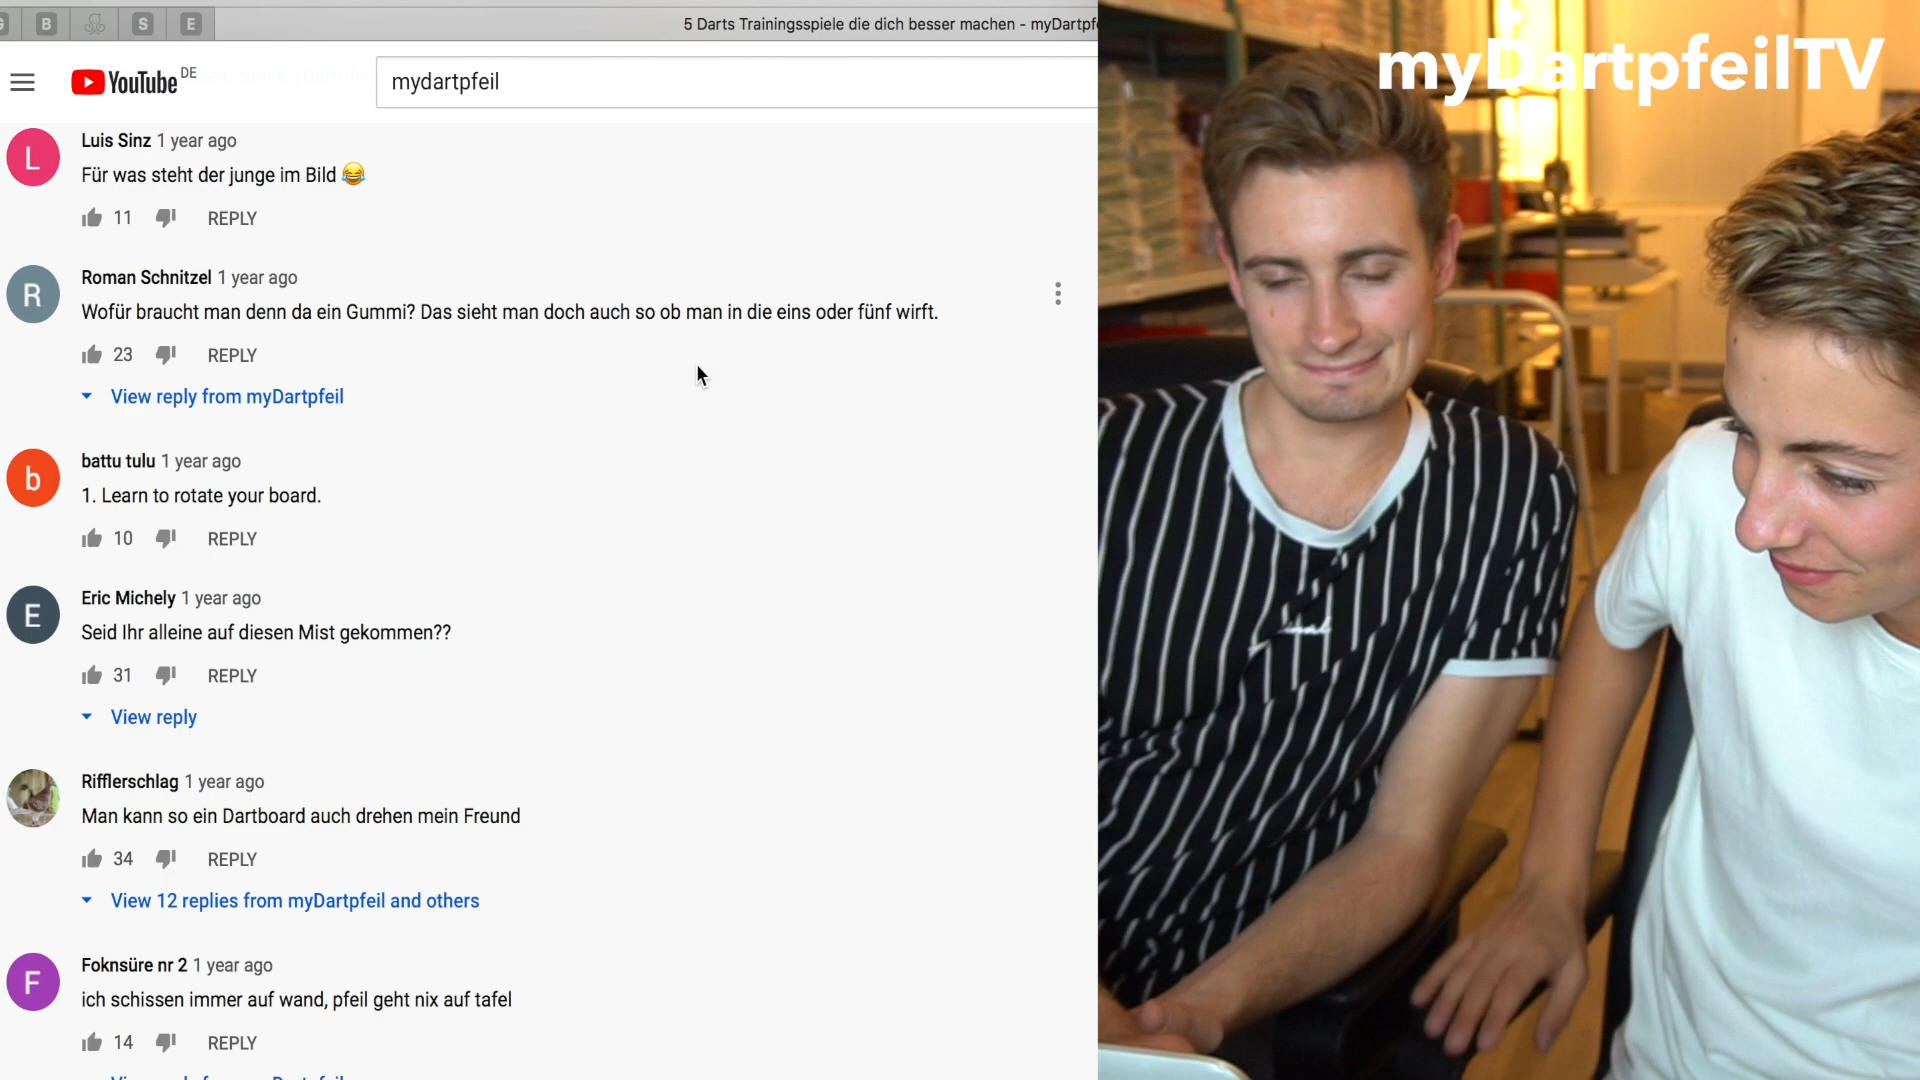 B
S
E
5 Darts Trainingsspiele die dich besser machen - myDartpf
YouTube DE
mydartpfeil
myDartpfeilTV
L
Luis Sinz 1 year ago
Für was steht der junge im Bild 😂
11 REPLY
R
Roman Schnitzel 1 year ago
Wofür braucht man denn da ein Gummi? Das sieht man doch auch so ob man in die eins oder fünf wirft.
23 REPLY
View reply from myDartpfeil
b
battu tulu 1 year ago
1. Learn to rotate your board.
10 REPLY
E
Eric Michely 1 year ago
Seid Ihr alleine auf diesen Mist gekommen??
31 REPLY
View reply
Rifflerschlag 1 year ago
Man kann so ein Dartboard auch drehen mein Freund
34 REPLY
View 12 replies from myDartpfeil and others
F
Foknsüre nr 2 1 year ago
ich schissen immer auf wand, pfeil geht nix auf tafel
14 REPLY